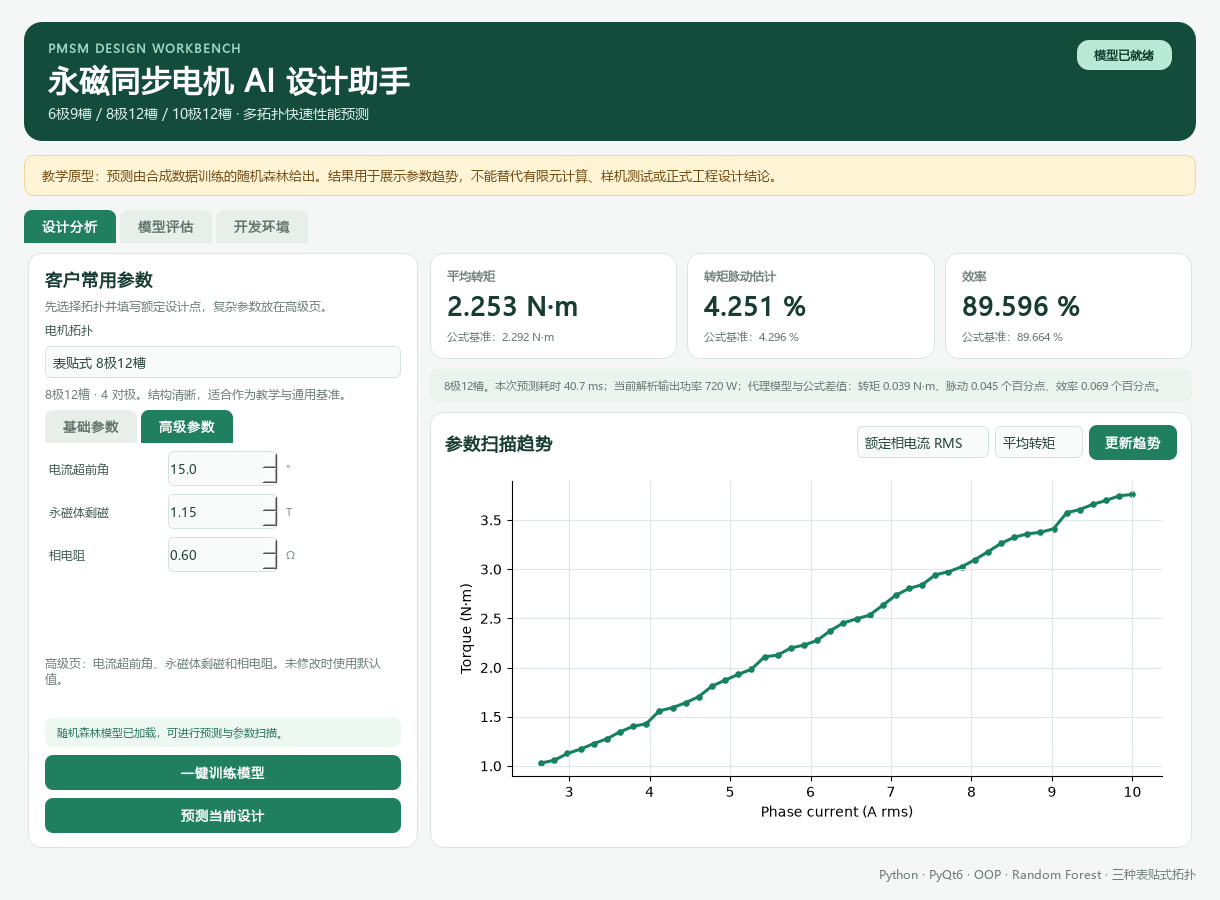 PMSM DESIGN WORKBENCH
永磁同步电机 AI 设计助手
6极9槽 / 8极12槽 / 10极12槽 · 多拓扑快速性能预测
模型已就绪
教学原型：预测由合成数据训练的随机森林给出。结果用于展示参数趋势，不能替代有限元计算、样机测试或正式工程设计结论。
设计分析
模型评估
开发环境
客户常用参数
先选择拓扑并填写额定设计点，复杂参数放在高级页。
电机拓扑
表贴式 8极12槽
8极12槽 · 4 对极。结构清晰，适合作为教学与通用基准。
基础参数
高级参数
电流超前角 15.0 °
永磁体剩磁 1.15 T
相电阻 0.60 Ω
高级页：电流超前角、永磁体剩磁和相电阻。未修改时使用默认
值。
随机森林模型已加载，可进行预测与参数扫描。
一键训练模型
预测当前设计
平均转矩
2.253 N·m
公式基准：2.292 N·m
转矩脉动估计
4.251 %
公式基准：4.296 %
效率
89.596 %
公式基准：89.664 %
8极12槽。本次预测耗时 40.7 ms；当前解析输出功率 720 W；代理模型与公式差值：转矩 0.039 N·m、脉动 0.045 个百分点、效率 0.069 个百分点。
参数扫描趋势
额定相电流 RMS
平均转矩
更新趋势
Torque (N·m)
3.5
3.0
2.5
2.0
1.5
1.0
3 4 5 6 7 8 9 10
Phase current (A rms)
Python · PyQt6 · OOP · Random Forest · 三种表贴式拓扑